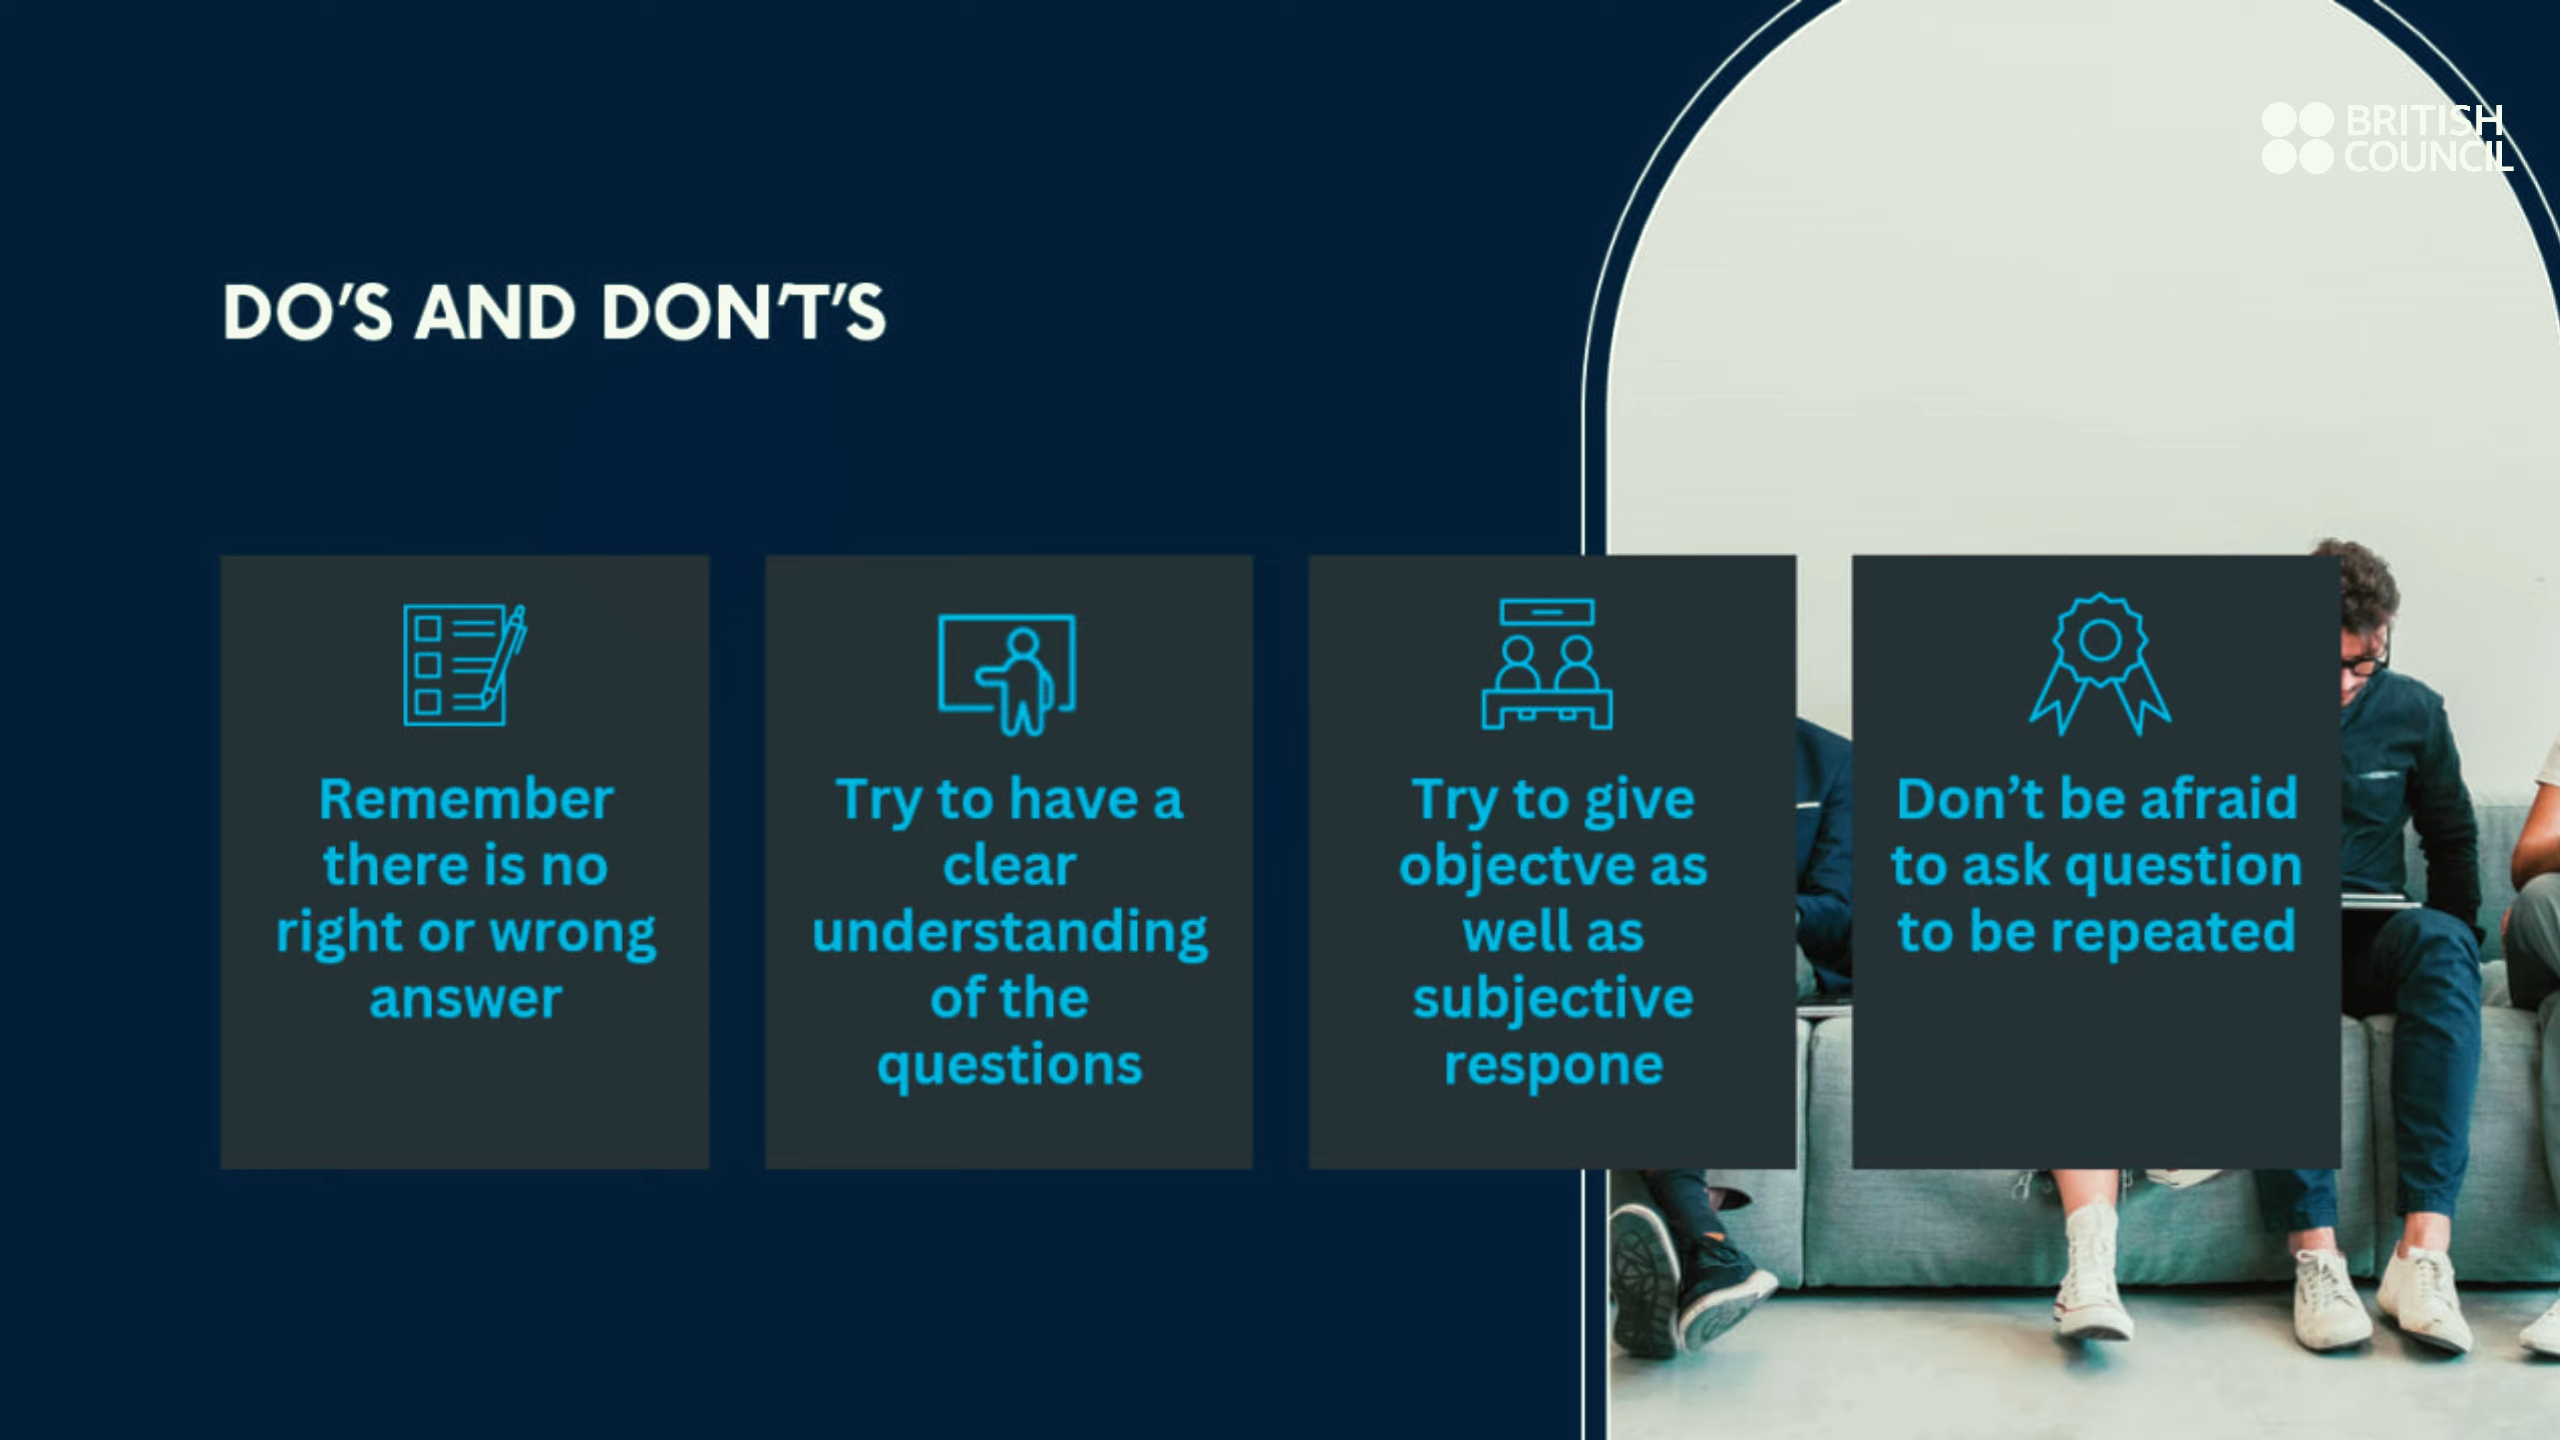 BRITISH
COUNCIL
DO'S AND DON'T'S
Remember
there is no
right or wrong
answer
Try to have a
clear
understanding
of the
questions
Try to give
objectve as
well as
subjective
respone
Don't be afraid
to ask question
to be repeated